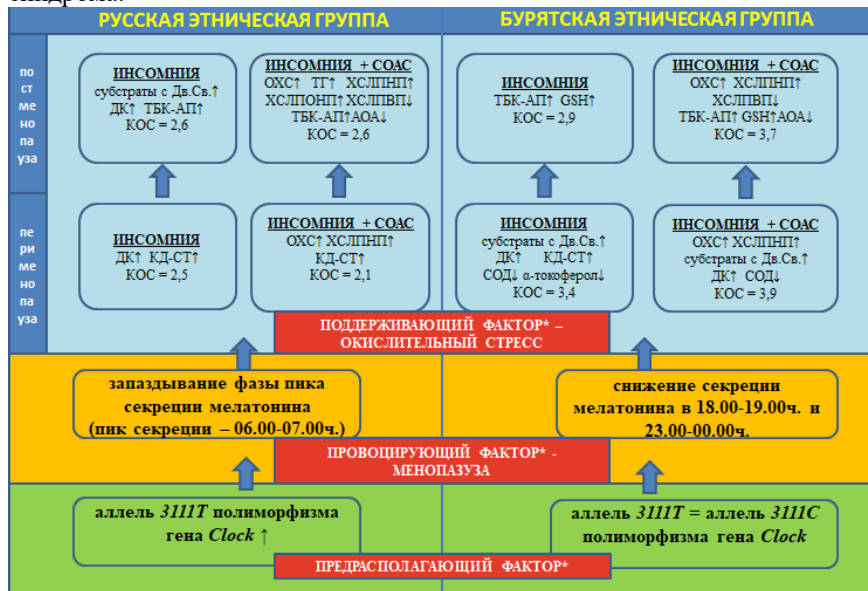 РУССКАЯ ЭТНИЧЕСКАЯ ГРУППА
БУРЯТСКАЯ ЭТНИЧЕСКАЯ ГРУППА
по
ст
ме
но
па
уза
ИНСОМНИЯ
субстраты с Дв.Св.↑
ДК↑ ТБК-АП↑
КОС = 2,6
ИНСОМНИЯ + СОАС
ОХС↑ ТГ↑ ХСЛПНП↑
ХСЛПОНП↑ХСЛПВП↓
ТБК-АП↑АОА↓
КОС = 2,6
ИНСОМНИЯ
ТБК-АП↑ GSH↑
КОС = 2,9
ИНСОМНИЯ + СОАС
ОХС↑ ХСЛПНП↑
ХСЛПВП↓
ТБК-АП↑GSH↑АОА↓
КОС = 3,7
пе
ри
ме
но
па
уза
ИНСОМНИЯ
ДК↑ КД-СТ↑
КОС = 2,5
ИНСОМНИЯ + СОАС
ОХС↑ ХСЛПНП↑
КД-СТ↑
КОС = 2,1
ИНСОМНИЯ
субстраты с Дв.Св.↑
ДК↑ КД-СТ↑
СОД↓ α-токоферол↓
КОС = 3,4
ИНСОМНИЯ + СОАС
ОХС↑ ХСЛПНП↑
субстраты с Дв.Св.↑
ДК↑ СОД↓
КОС = 3,9
ПОДДЕРЖИВАЮЩИЙ ФАКТОР* –
ОКИСЛИТЕЛЬНЫЙ СТРЕСС
запаздывание фазы пика
секреции мелатонина
(пик секреции – 06.00-07.00ч.)
снижение секреции
мелатонина в 18.00-19.00ч. и
23.00-00.00ч.
ПРОВОЦИРУЮЩИЙ ФАКТОР* -
МЕНОПАЗУЗА
аллель 3111Т полиморфизма
гена Clock ↑
аллель 3111Т = аллель 3111С
полиморфизма гена Clock
ПРЕДРАСПОЛАГАЮЩИЙ ФАКТОР*